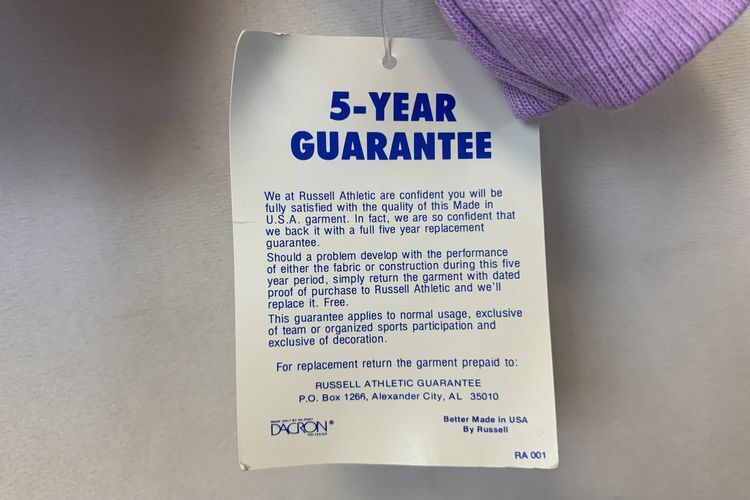 5-YEAR
GUARANTEE
We at Russell Athletic are confident you will be
fully satisfied with the quality of this Made in
U.S.A. garment. In fact, we are so confident that
we back it with a full five year replacement
guarantee.
Should a problem develop with the performance
of either the fabric or construction during this five
year period, simply return the garment with dated
proof of purchase to Russell Athletic and we'll
replace it. Free.
This guarantee applies to normal usage, exclusive
of team or organized sports participation and
exclusive of decoration.
For replacement return the garment prepaid to:
RUSSELL ATHLETIC GUARANTEE
P.O. Box 1266, Alexander City, AL 35010
MADE ONLY BY DU PONT
DACRON®
POLYESTER
Better Made in USA
By Russell
RA 001